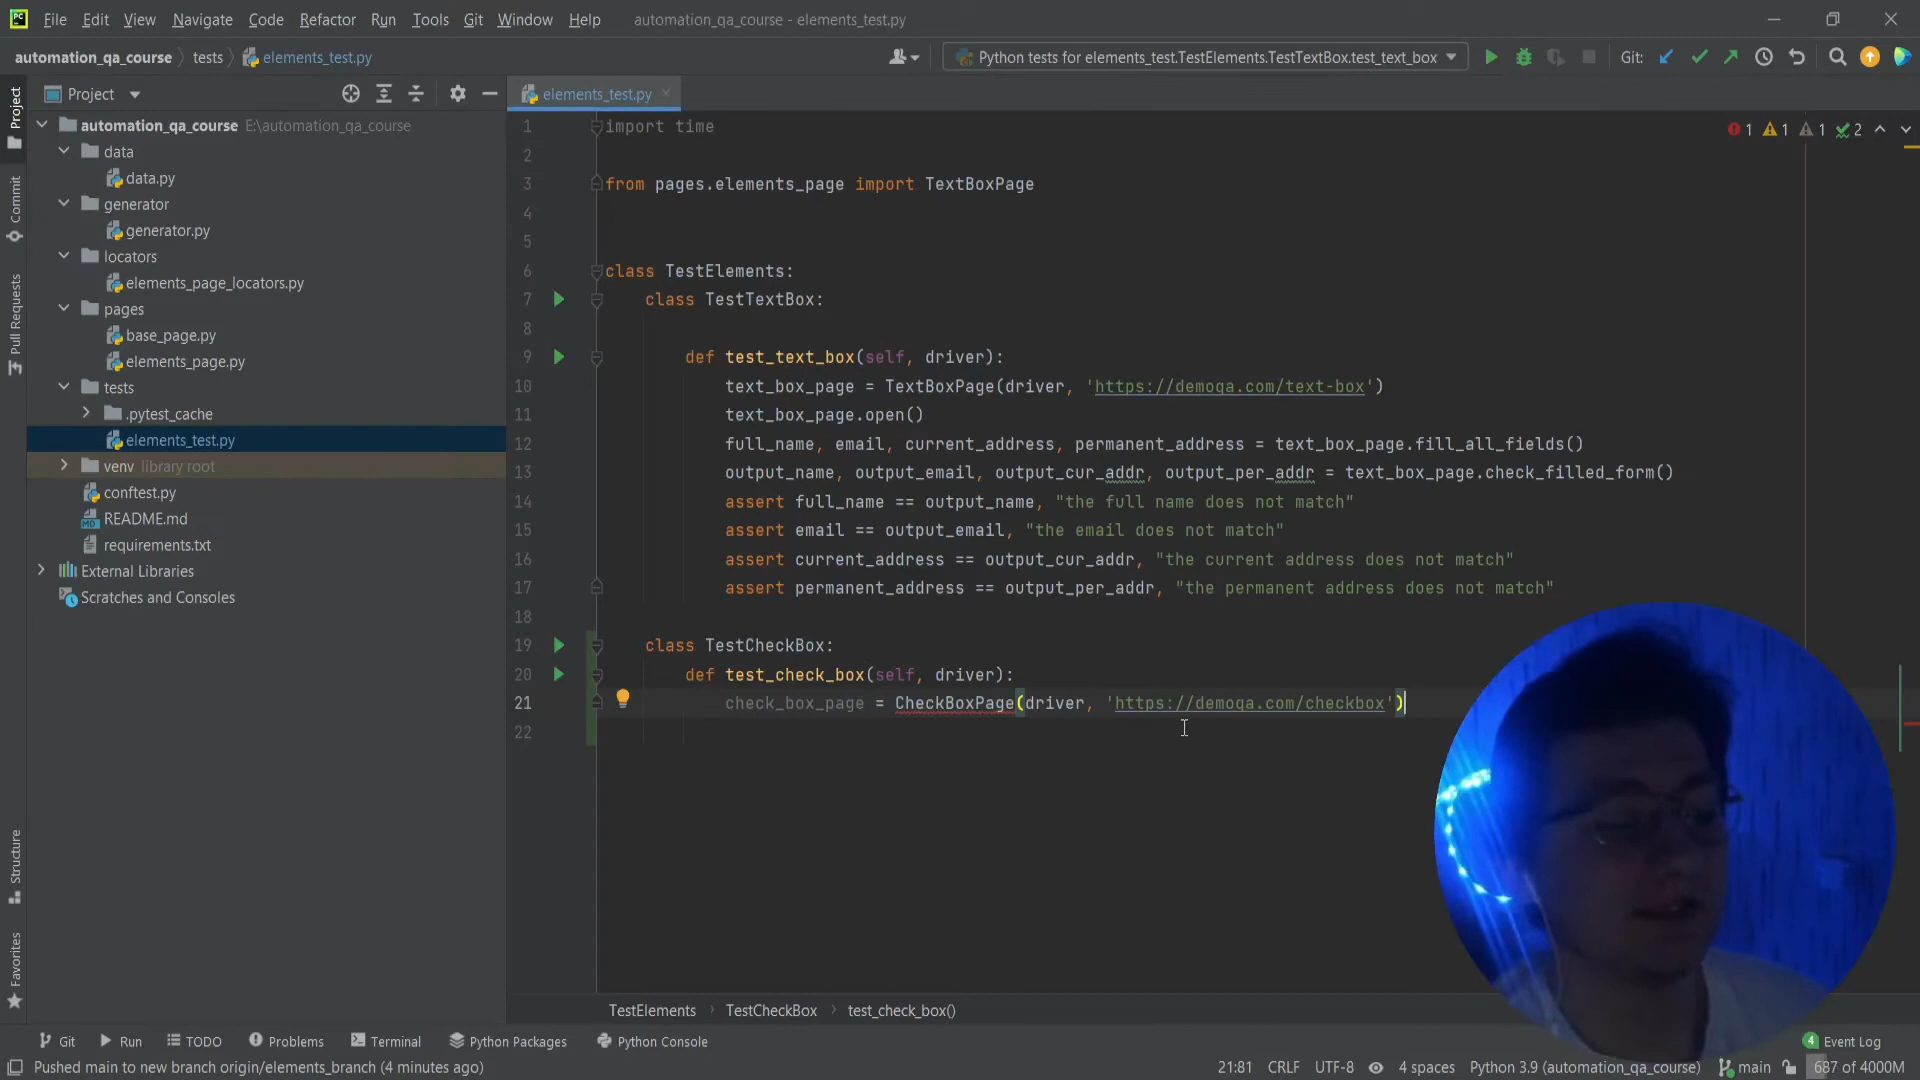 File Edit View Navigate Code Refactor Run Tools Git Window Help automation_qa_course - elements_test.py
automation_qa_course tests elements_test.py Python tests for elements_test.TestElements.TestTextBox.test_text_box Git:
Project elements_test.py
automation_qa_course E:\automation_qa_course
data
data.py
generator
generator.py
locators
elements_page_locators.py
pages
base_page.py
elements_page.py
tests
.pytest_cache
elements_test.py
venv library root
conftest.py
README.md
requirements.txt
External Libraries
Scratches and Consoles
Project
Commit
Pull Requests
Structure
Favorites
1 import time
2
3 from pages.elements_page import TextBoxPage
4
5
6 class TestElements:
7 class TestTextBox:
8
9 def test_text_box(self, driver):
10 text_box_page = TextBoxPage(driver, 'https://demoqa.com/text-box')
11 text_box_page.open()
12 full_name, email, current_address, permanent_address = text_box_page.fill_all_fields()
13 output_name, output_email, output_cur_addr, output_per_addr = text_box_page.check_filled_form()
14 assert full_name == output_name, "the full name does not match"
15 assert email == output_email, "the email does not match"
16 assert current_address == output_cur_addr, "the current address does not match"
17 assert permanent_address == output_per_addr, "the permanent address does not match"
18
19 class TestCheckBox:
20 def test_check_box(self, driver):
21 check_box_page = CheckBoxPage(driver, 'https://demoqa.com/checkbox')
22
1 1 1 2
TestElements TestCheckBox test_check_box()
Git Run TODO Problems Terminal Python Packages Python Console 4 Event Log
Pushed main to new branch origin/elements_branch (4 minutes ago) 21:81 CRLF UTF-8 4 spaces Python 3.9 (automation_qa_course) main 687 of 4000M